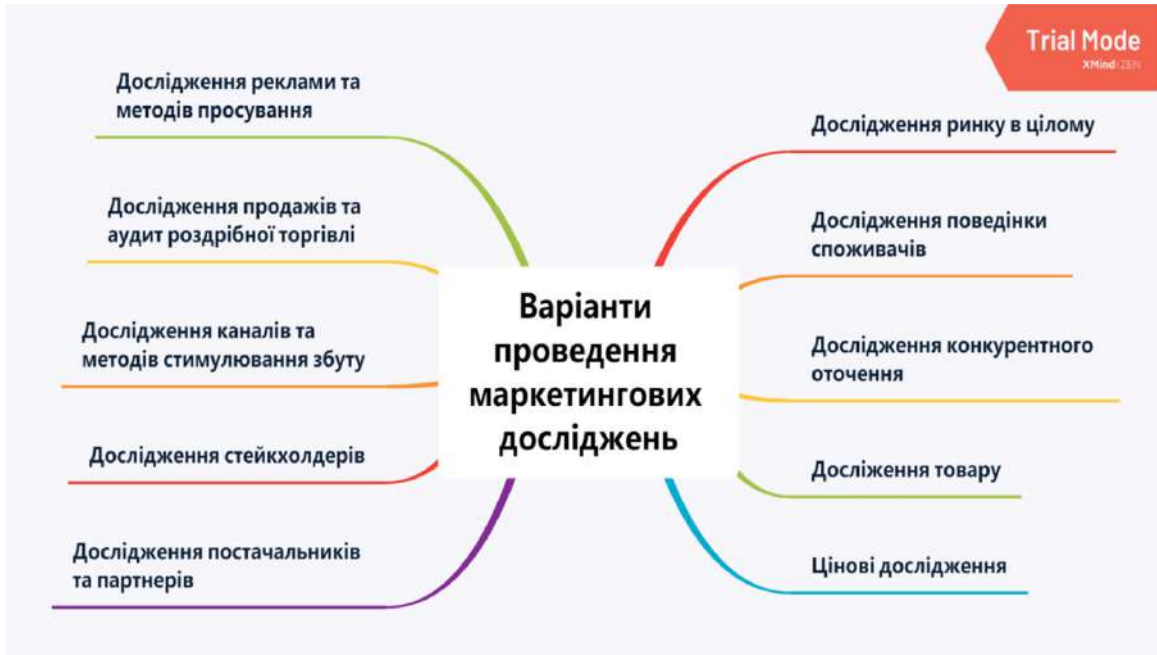 Trial Mode
XMind:ZEN
Дослідження реклами та
методів просування
Дослідження продажів та
аудит роздрібної торгівлі
Дослідження каналів та
методів стимулювання збуту
Дослідження стейкхолдерів
Дослідження постачальників
та партнерів
Варіанти
проведення
маркетингових
досліджень
Дослідження ринку в цілому
Дослідження поведінки
споживачів
Дослідження конкурентного
оточення
Досліження товару
Цінові дослідження